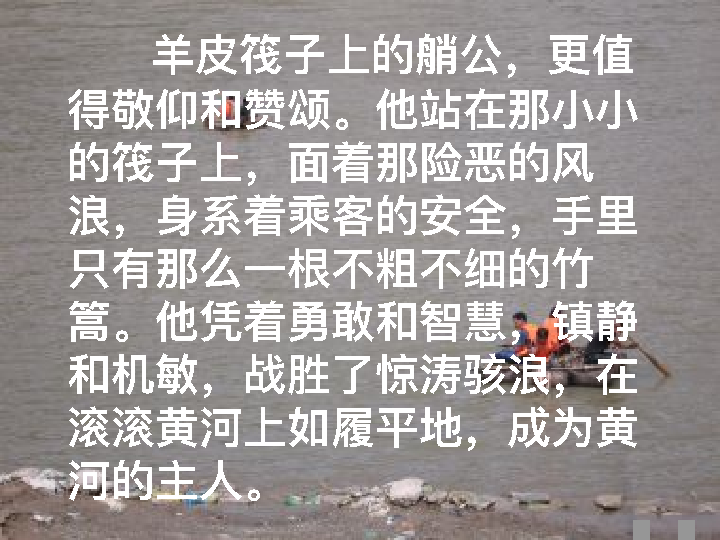 羊皮筏子上的艄公，更值
得敬仰和赞颂。他站在那小小
的筏子上，面着那险恶的风
浪，身系着乘客的安全，手里
只有那么一根不粗不细的竹
篙。他凭着勇敢和智慧，镇静
和机敏，战胜了惊涛骇浪，在
滚滚黄河上如履平地，成为黄
河的主人。